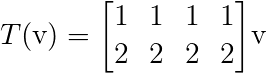 T(v) = [1 1 1 1; 2 2 2 2]v